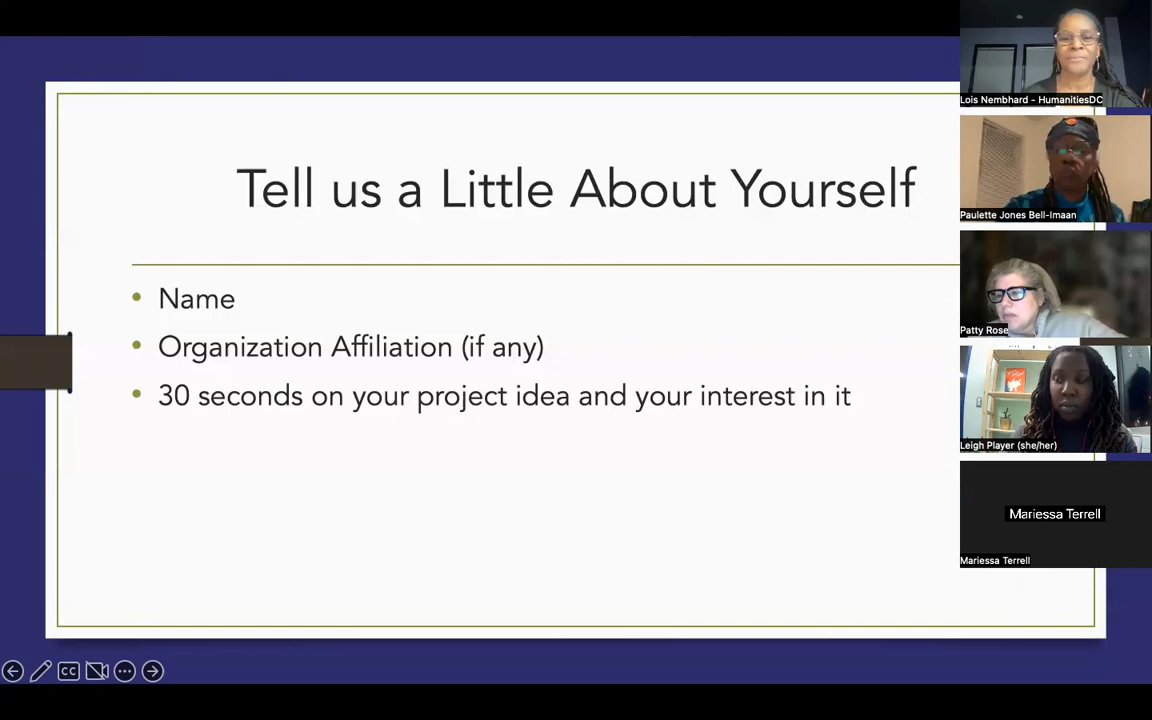 Tell us a Little About Yourself
• Name
• Organization Affiliation (if any)
• 30 seconds on your project idea and your interest in it
Lois Nembhard - HumanitiesDC
Paulette Jones Bell-Imaan
Patty Rose
Leigh Player (she/her)
Mariessa Terrell
Mariessa Terrell
CC